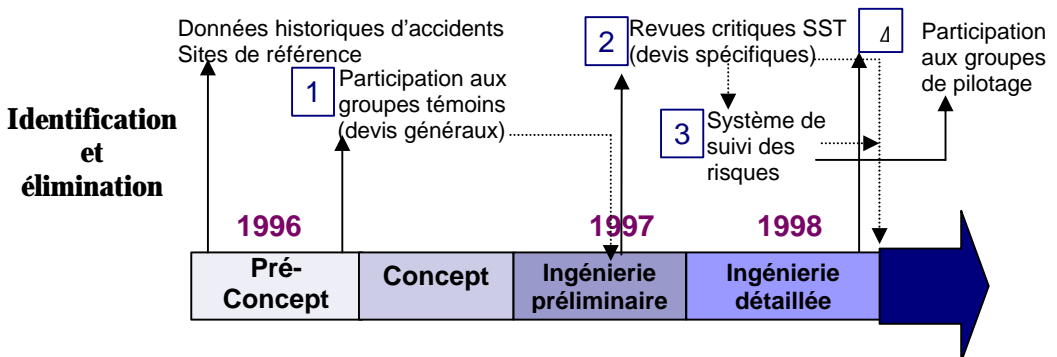 Données historiques d'accidents
Sites de référence
1
Participation aux
groupes témoins
(devis généraux)
2
Revues critiques SST
(devis spécifiques)
3
Système de
suivi des
risques
4
Participation
aux groupes
de pilotage
Identification
et
élimination
1996
1997
1998
Pré-
Concept
Concept
Ingénierie
préliminaire
Ingénierie
détaillée